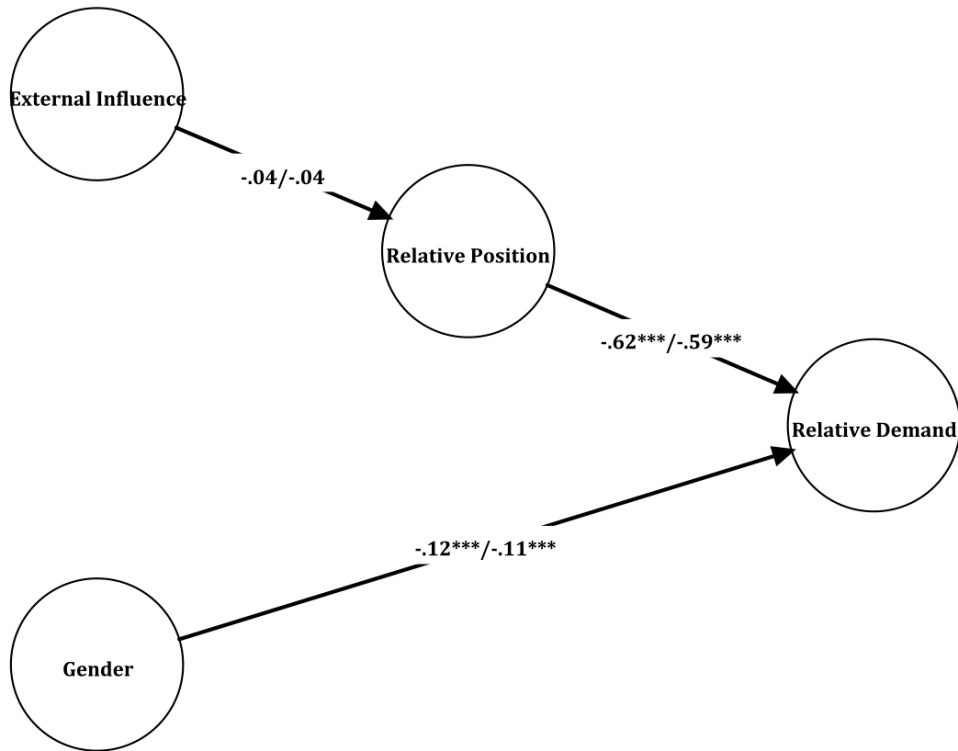 External Influence
-.04/-.04
Relative Position
-.62***/-.59***
Relative Demand
-.12***/-.11***
Gender